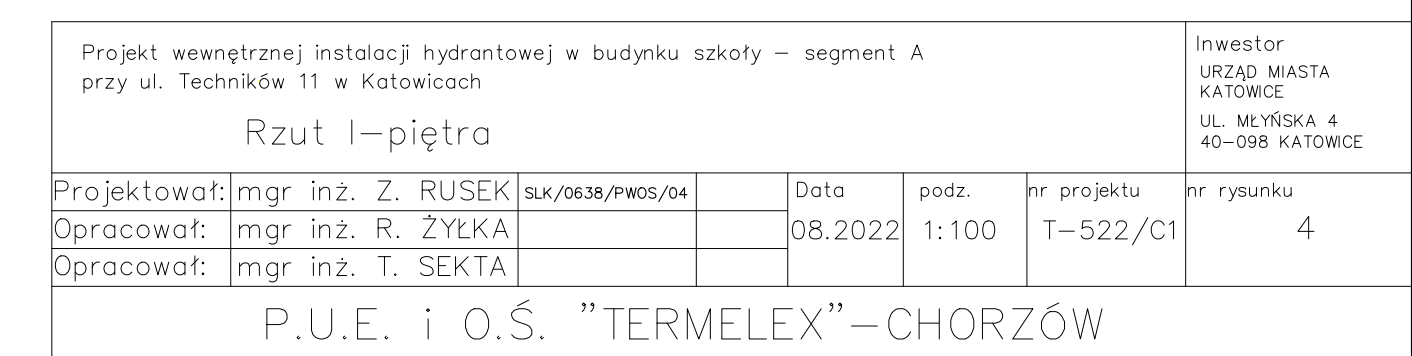 Projekt wewnętrznej instalacji hydrantowej w budynku szkoły – segment A
przy ul. Techników 11 w Katowicach
Rzut I–piętra
Inwestor
URZĄD MIASTA
KATOWICE
UL. MŁYŃSKA 4
40–098 KATOWICE
Projektował: mgr inż. Z. RUSEK SLK/0638/PWOS/04 Data podz. nr projektu nr rysunku
Opracował: mgr inż. R. ŻYŁKA 08.2022 1:100 T–522/C1 4
Opracował: mgr inż. T. SEKTA
P.U.E. i O.Ś. ”TERMELEX”–CHORZÓW